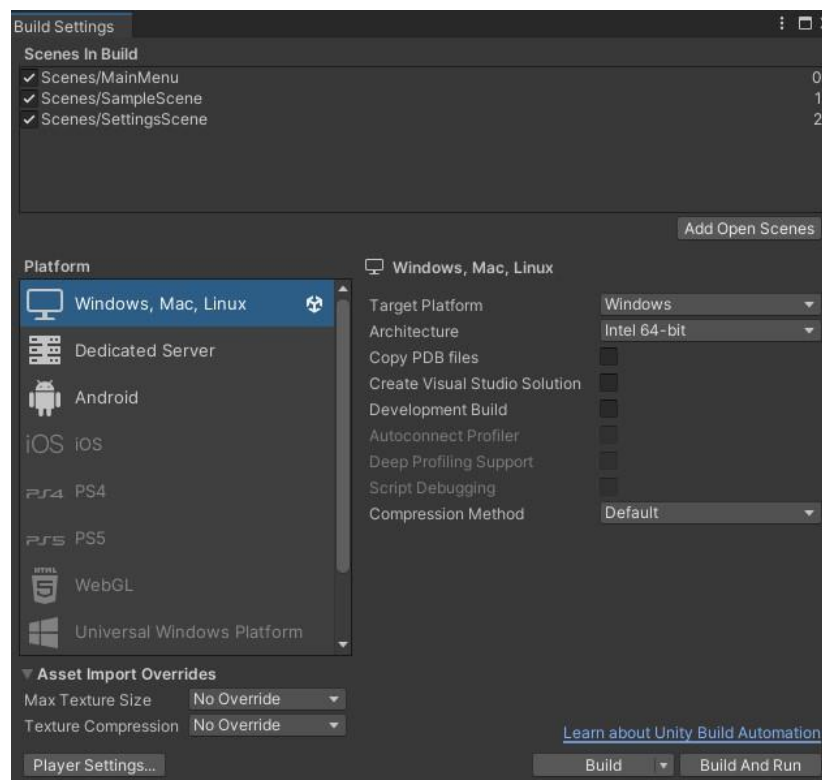 Build Settings
Scenes In Build
Scenes/MainMenu 0
Scenes/SampleScene 1
Scenes/SettingsScene 2
Add Open Scenes
Platform
Windows, Mac, Linux
Dedicated Server
Android
iOS iOS
PS4 PS4
PS5 PS5
HTML 5 WebGL
Universal Windows Platform
Windows, Mac, Linux
Target Platform Windows
Architecture Intel 64-bit
Copy PDB files
Create Visual Studio Solution
Development Build
Autoconnect Profiler
Deep Profiling Support
Script Debugging
Compression Method Default
Asset Import Overrides
Max Texture Size No Override
Texture Compression No Override
Learn about Unity Build Automation
Player Settings... Build Build And Run